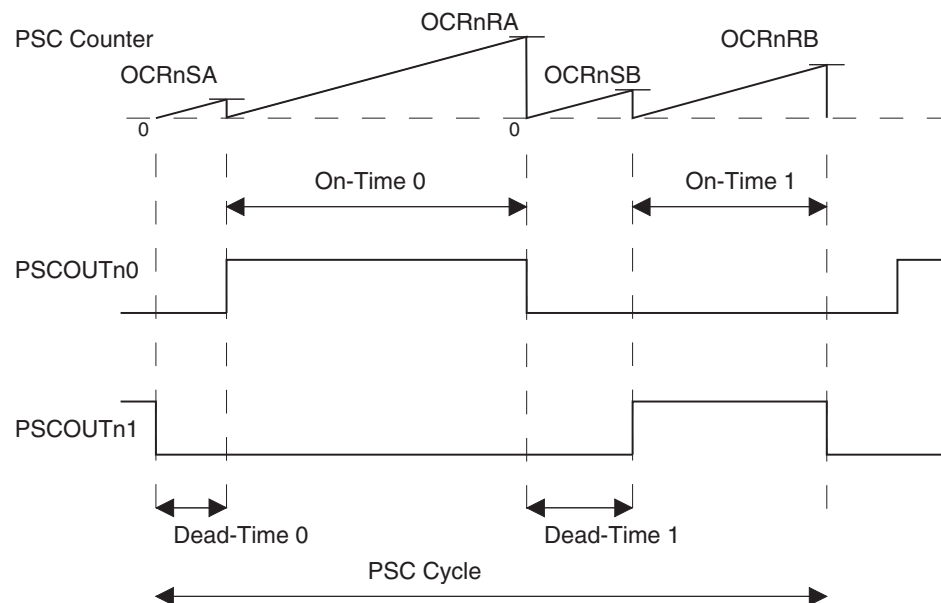 OCRnRA
PSC Counter
OCRnRB
OCRnSA
OCRnSB
0
0
On-Time 0
On-Time 1
PSCOUTn0
PSCOUTn1
Dead-Time 0
Dead-Time 1
PSC Cycle